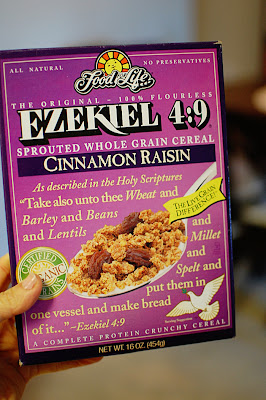 ALL NATURAL
NO PRESERVATIVES
Food for Life
THE ORIGINAL - 100% FLOURLESS
EZEKIEL 4:9
SPROUTED WHOLE GRAIN CEREAL
CINNAMON RAISIN
As described in the Holy Scriptures
"Take also unto thee Wheat and
Barley and Beans
and Lentils
THE LIVE GRAIN
DIFFERENCE!
and
Millet
and
Spelt and
put them in
CERTIFIED
ORGANIC
GRAINS
one vessel and make bread
of it..." -Ezekiel 4:9
Serving Suggestion
A COMPLETE PROTEIN CRUNCHY CEREAL
NET WT. 16 OZ. (454g)